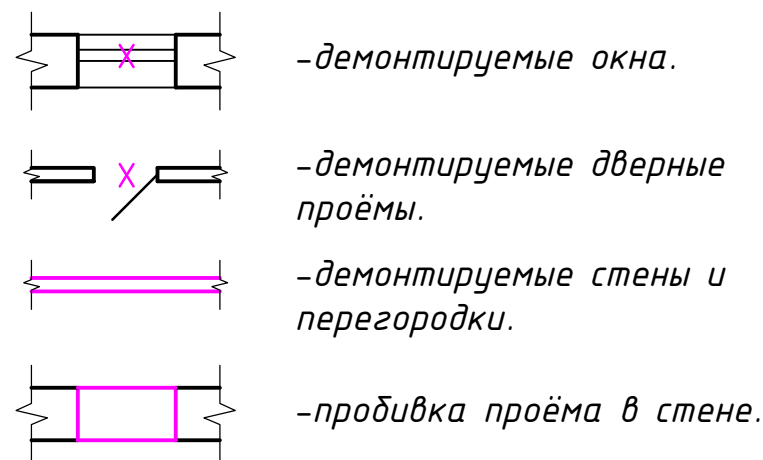 -демонтируемые окна.
-демонтируемые дверные
проёмы.
-демонтируемые стены и
перегородки.
-пробивка проёма в стене.